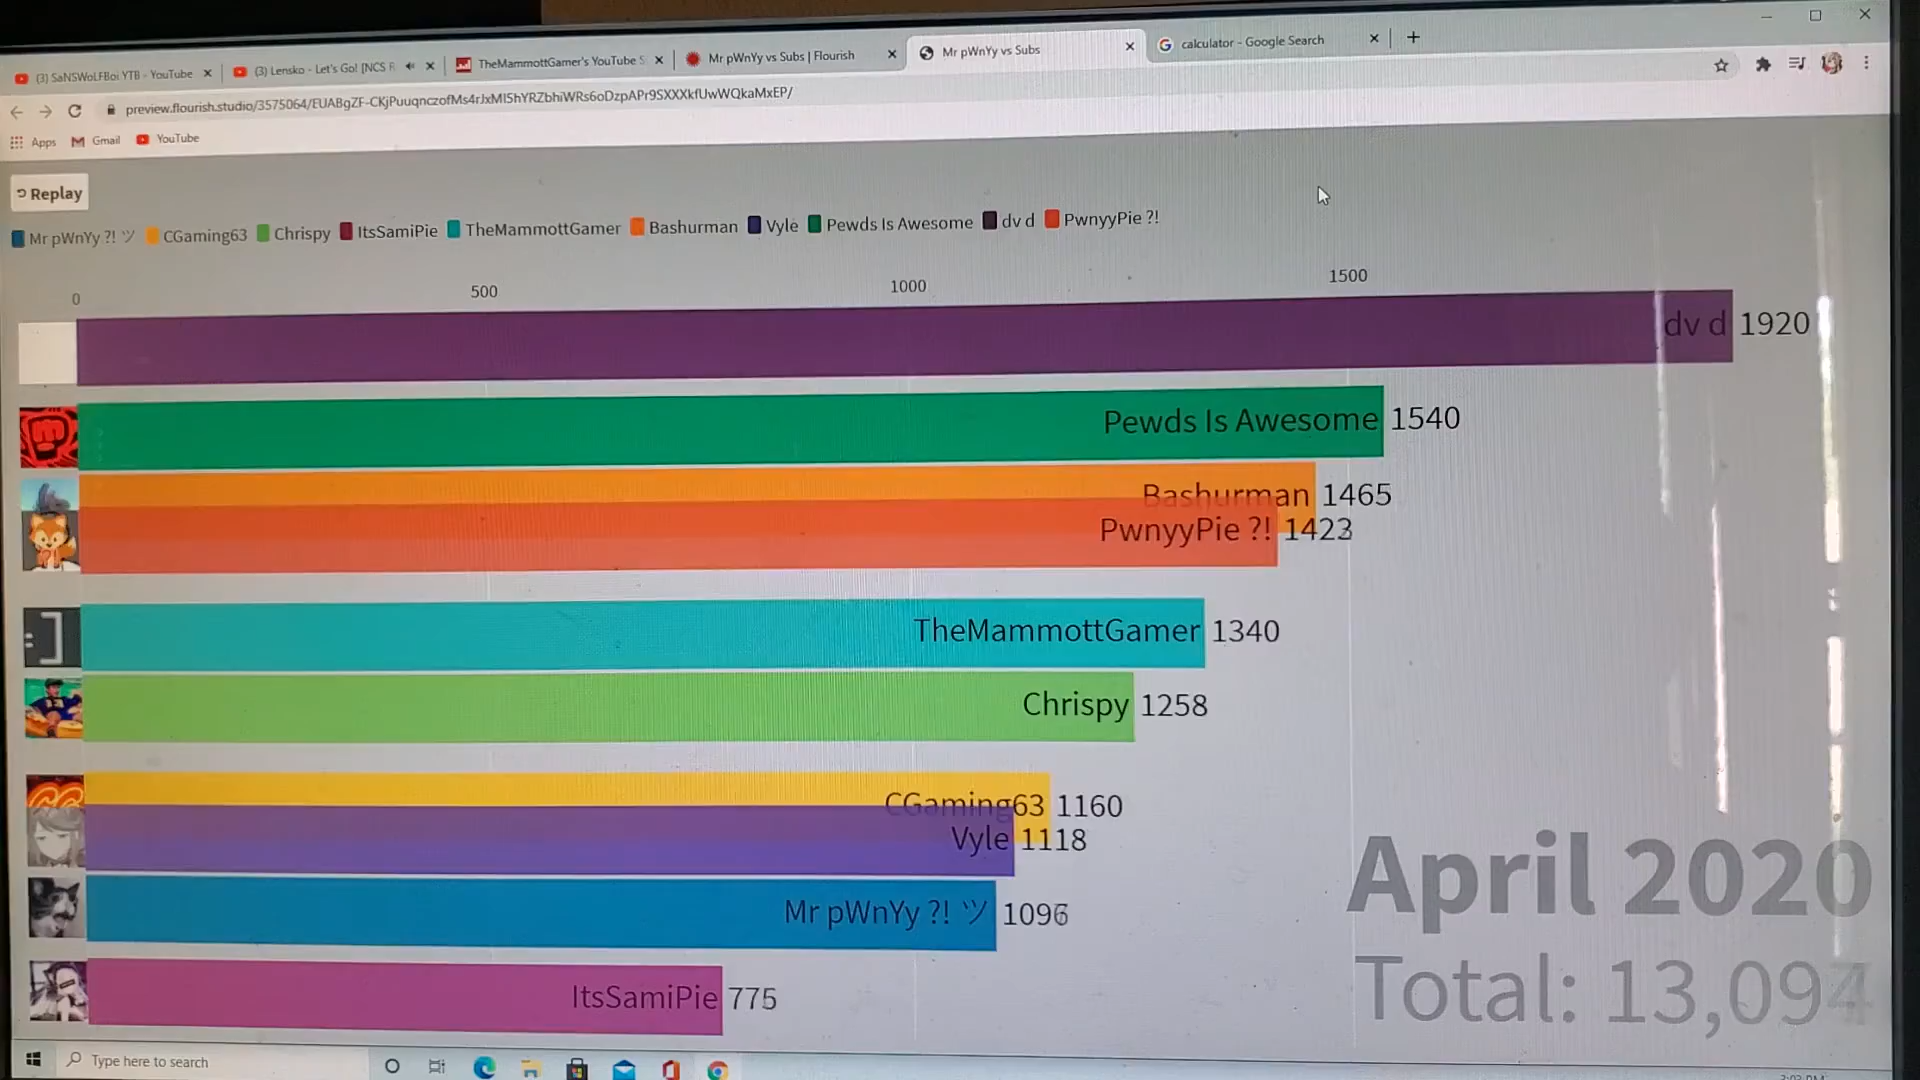 (3) SaNSWoLFBoi YTB - YouTube
(3) Lensko - Let's Go! [NCS R
TheMammottGamer's YouTube S
Mr pWnYy vs Subs | Flourish
Mr pWnYy vs Subs
calculator - Google Search
Apps
Gmail
YouTube
Replay
Mr pWnYy ?! ツ
CGaming63
Chrispy
ItsSamiPie
TheMammottGamer
Bashurman
Vyle
Pewds Is Awesome
dv d
PwnyyPie ?!
0
500
1000
1500
dv d 1920
Pewds Is Awesome 1540
Bashurman 1465
PwnyyPie ?! 1423
TheMammottGamer 1340
Chrispy 1258
CGaming63 1160
Vyle 1118
Mr pWnYy ?! ツ 1096
ItsSamiPie 775
April 2020
Total: 13,094
Type here to search